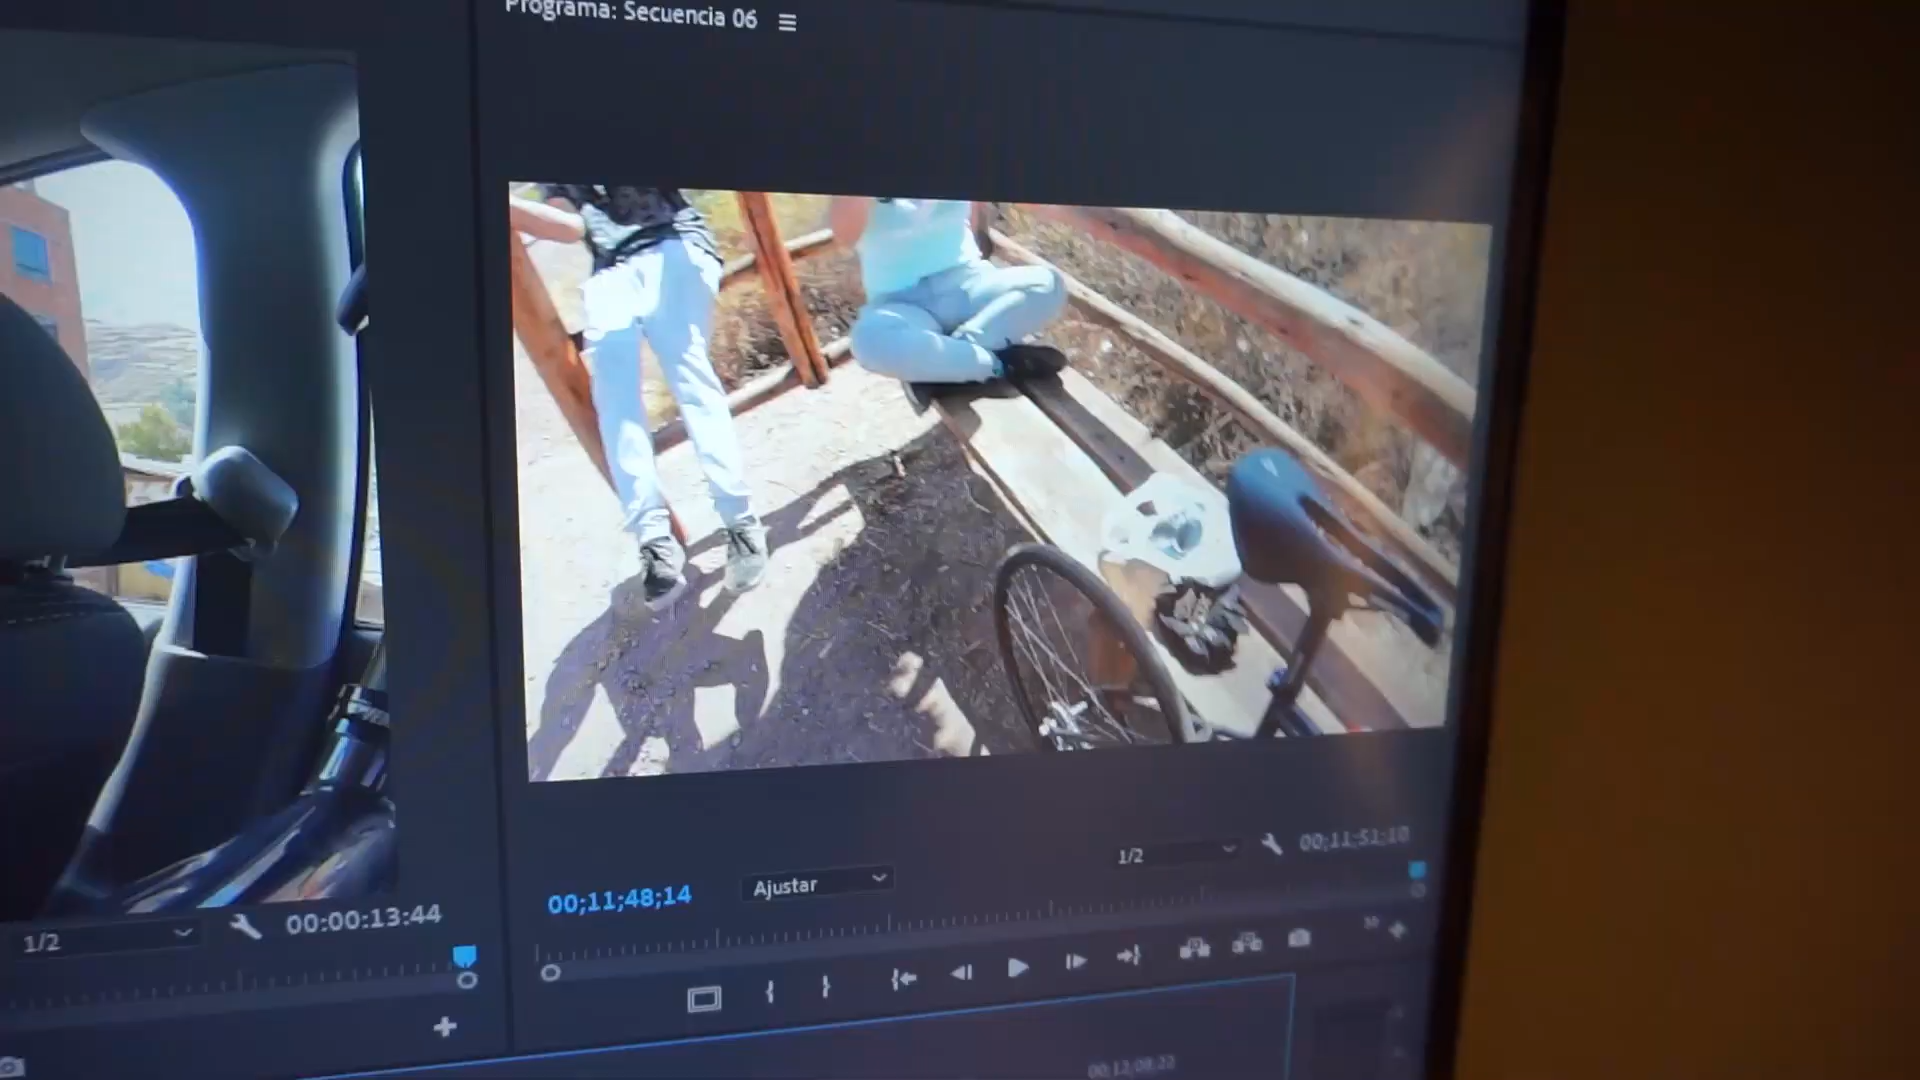 Programa: Secuencia 06
1/2
00:00:13:44
00;11;48;14
Ajustar
1/2
00;11;51;10